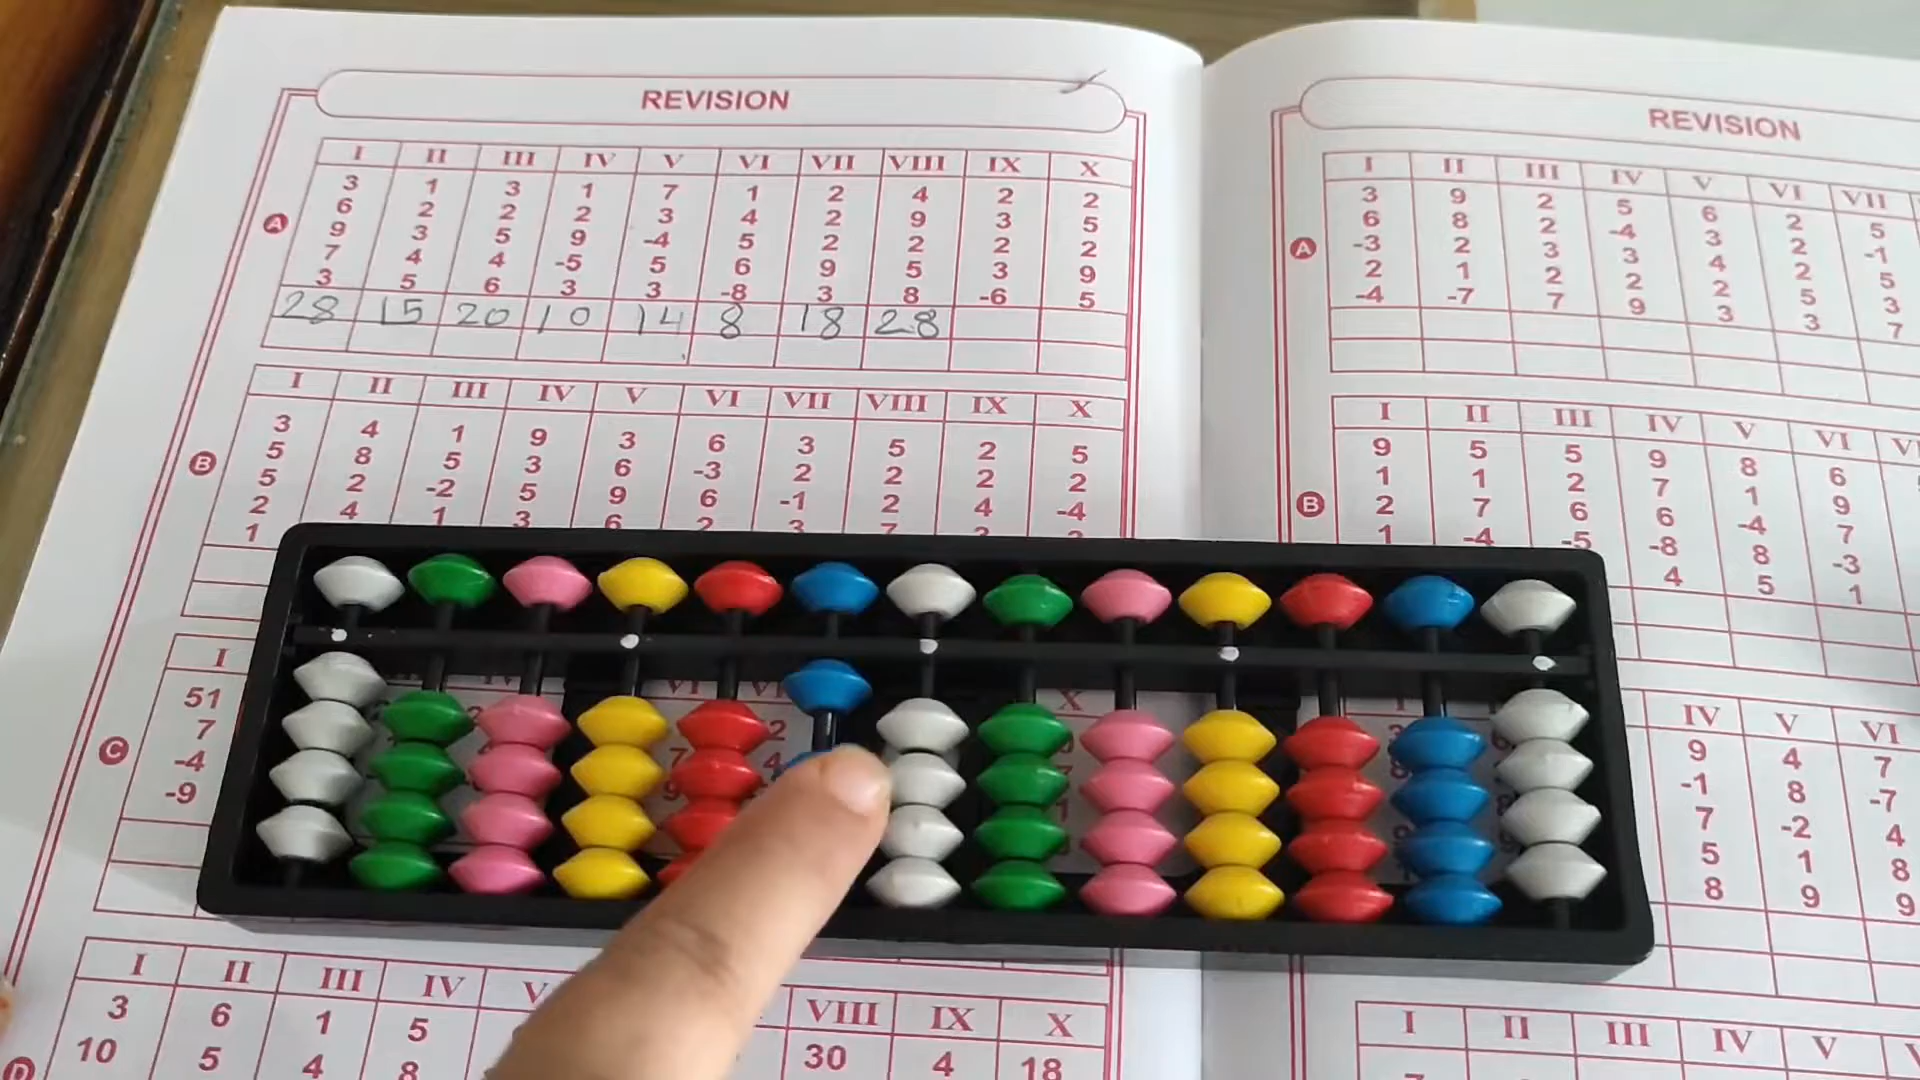 REVISION
I II III IV V VI VII VIII IX X
A
3 1 3 1 7 1 2 4 2 2
6 2 2 2 3 4 2 9 3 5
9 3 5 9 -4 5 2 2 2 2
7 4 4 -5 5 6 9 5 3 9
3 5 6 3 3 -8 3 8 -6 5
28 15 20 10 14 8 18 28
I II III IV V VI VII VIII IX X
B
3 4 1 9 3 6 3 5 2 5
5 8 5 3 6 -3 2 2 2 2
5 2 -2 5 9 6 -1 2 4 -4
2 4 1 3 6 2 3 7
1
I
C
51
7
-4
-9
I II III IV V VIII IX X
D
3 6 1 5
10 5 4 8 30 4 18
REVISION
I II III IV V VI VII
A
3 9 2 5 6 2 5
6 8 2 -4 3 2 -1
-3 2 3 3 4 2 5
2 1 2 2 2 5 3
-4 -7 7 9 3 3 7
I II III IV V VI
B
9 5 5 9 8 6
1 1 2 7 1 9
2 7 6 6 -4 7
1 -4 -5 -8 8 -3
4 5 1
IV V VI
9 4 7
-1 8 -7
7 -2 4
5 1 8
8 9 9
I II III IV V